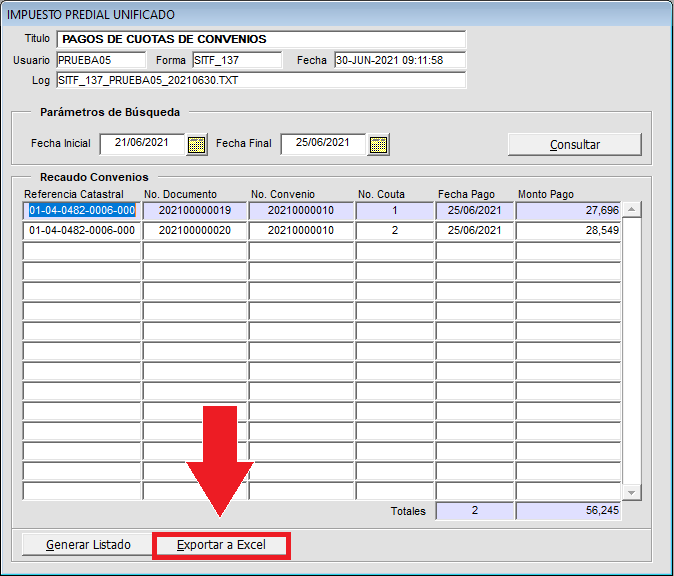 IMPUESTO PREDIAL UNIFICADO
Titulo PAGOS DE CUOTAS DE CONVENIOS
Usuario PRUEBA05 Forma SITF_137 Fecha 30-JUN-2021 09:11:58
Log SITF_137_PRUEBA05_20210630.TXT
Parámetros de Búsqueda
Fecha Inicial 21/06/2021 Fecha Final 25/06/2021 Consultar
Recaudo Convenios
Referencia Catastral No. Documento No. Convenio No. Couta Fecha Pago Monto Pago
01-04-0482-0006-000 202100000019 20210000010 1 25/06/2021 27,696
01-04-0482-0006-000 202100000020 20210000010 2 25/06/2021 28,549
Totales 2 56,245
Generar Listado Exportar a Excel